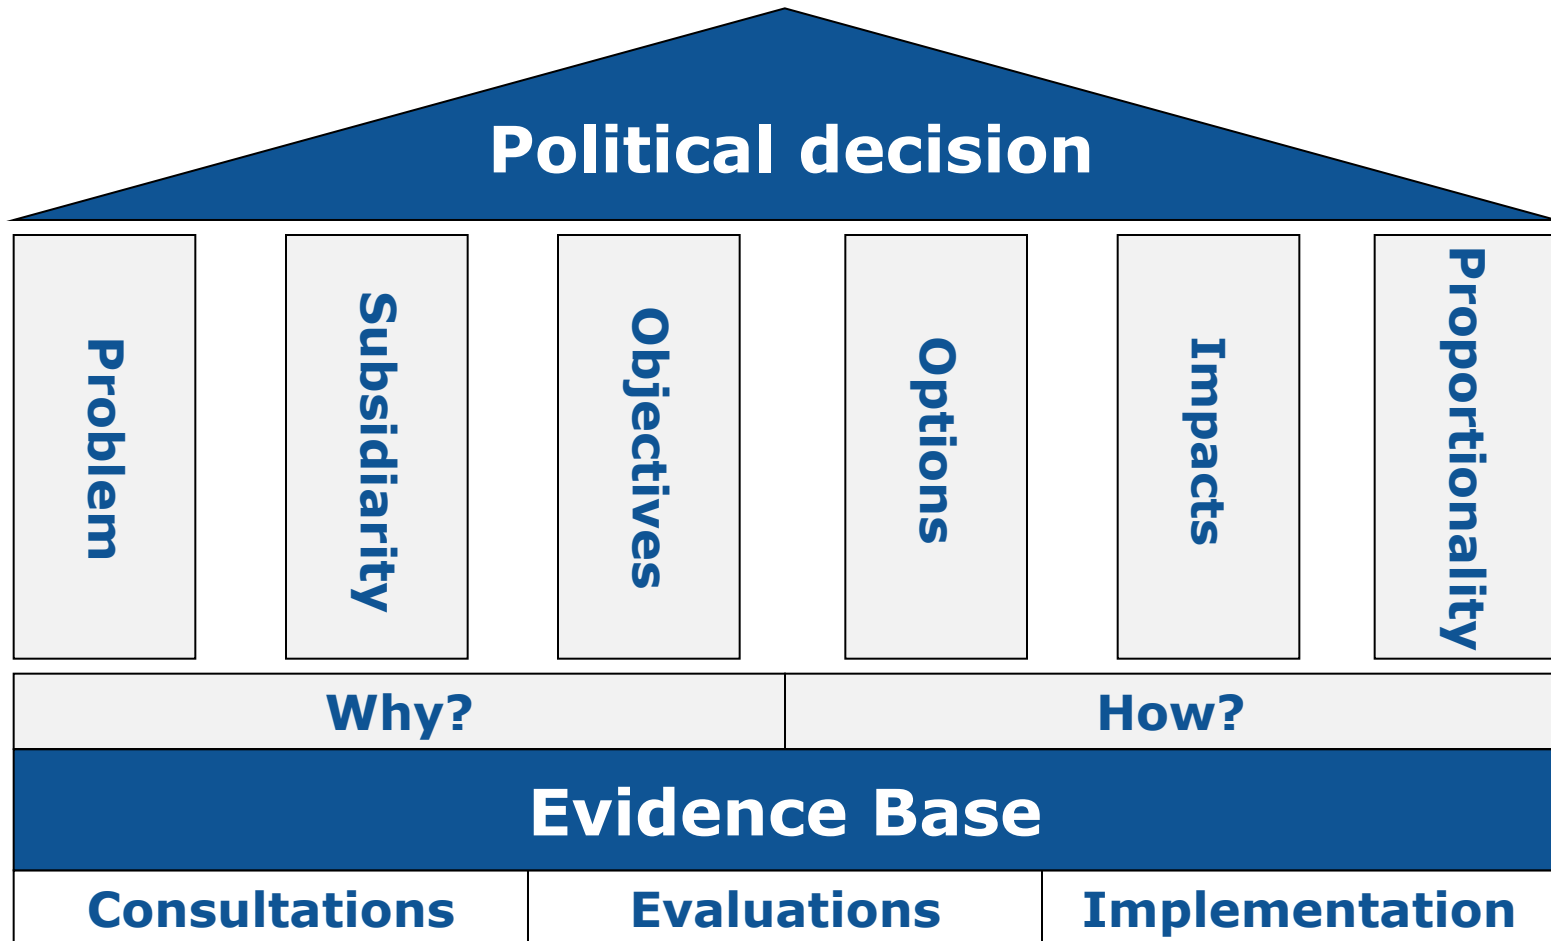 Political decision
Problem
Subsidiarity
Objectives
Options
Impacts
Proportionality
Why?
How?
Evidence Base
Consultations
Evaluations
Implementation